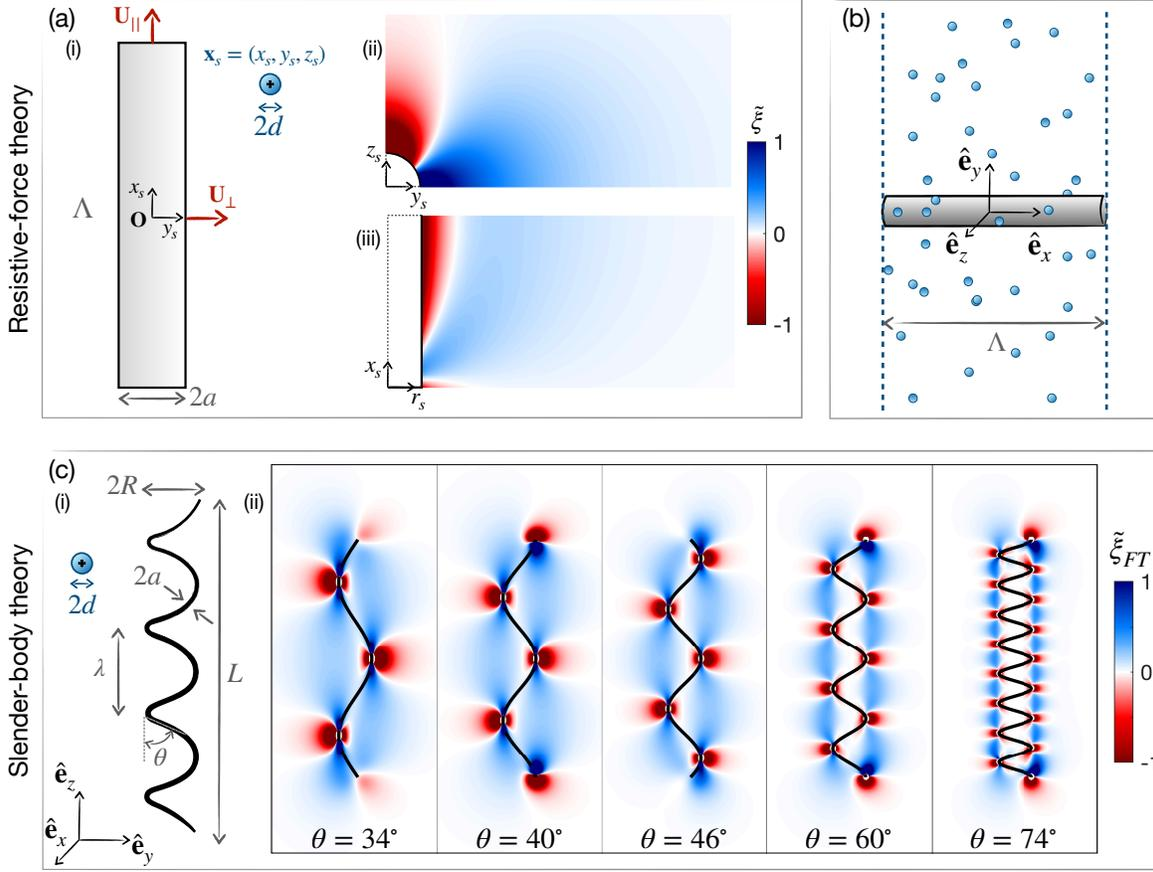 Resistive-force theory
(a)
(i)
U∥
xₛ = (xₛ, yₛ, zₛ)
2d
Λ
xₛ
O
yₛ
U⊥
2a
(ii)
zₛ
yₛ
(iii)
xₛ
rₛ
ξ̃
1
0
-1
(b)
êy
êz
êx
Λ
Slender-body theory
(c)
(i)
2R
2d
2a
λ
L
θ
êz
êx
êy
(ii)
θ = 34°
θ = 40°
θ = 46°
θ = 60°
θ = 74°
ξ̃FT
1
0